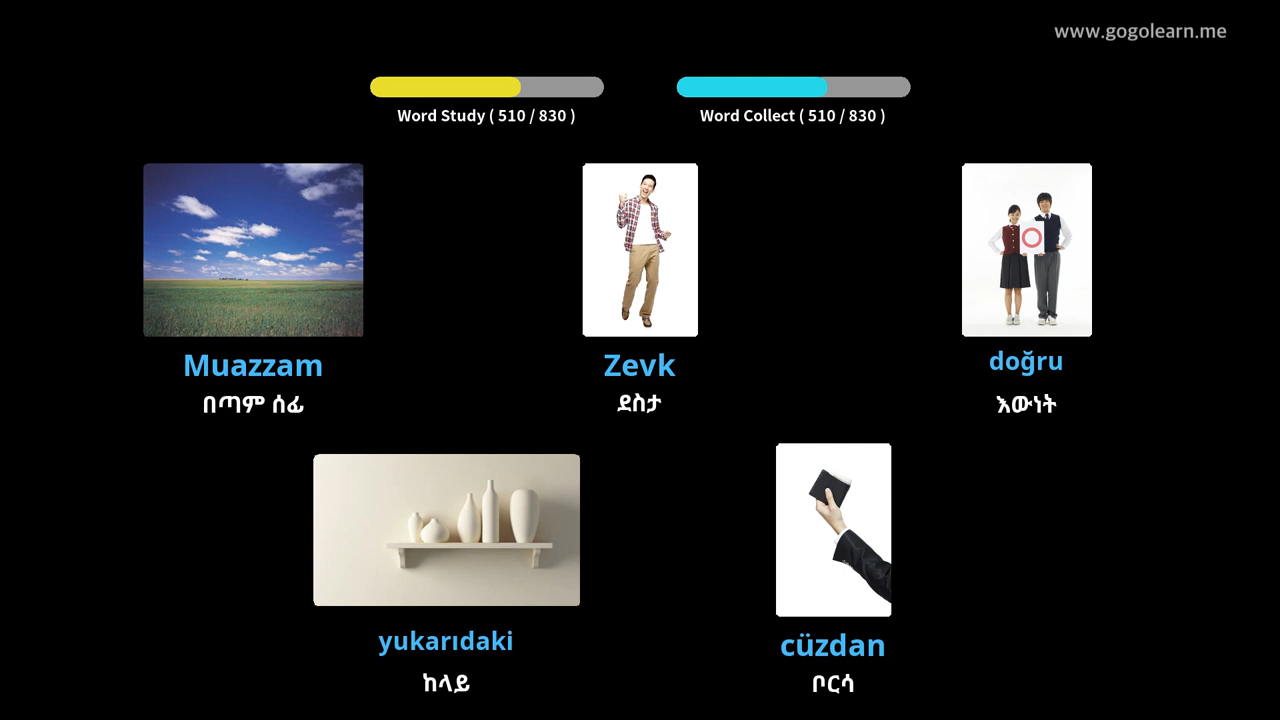 www.gogolearn.me
Word Study ( 510 / 830 )
Word Collect ( 510 / 830 )
Muazzam
በጣም ሰፊ
Zevk
ደስታ
doğru
እውነት
yukarıdaki
ከላይ
cüzdan
ቦርሳ